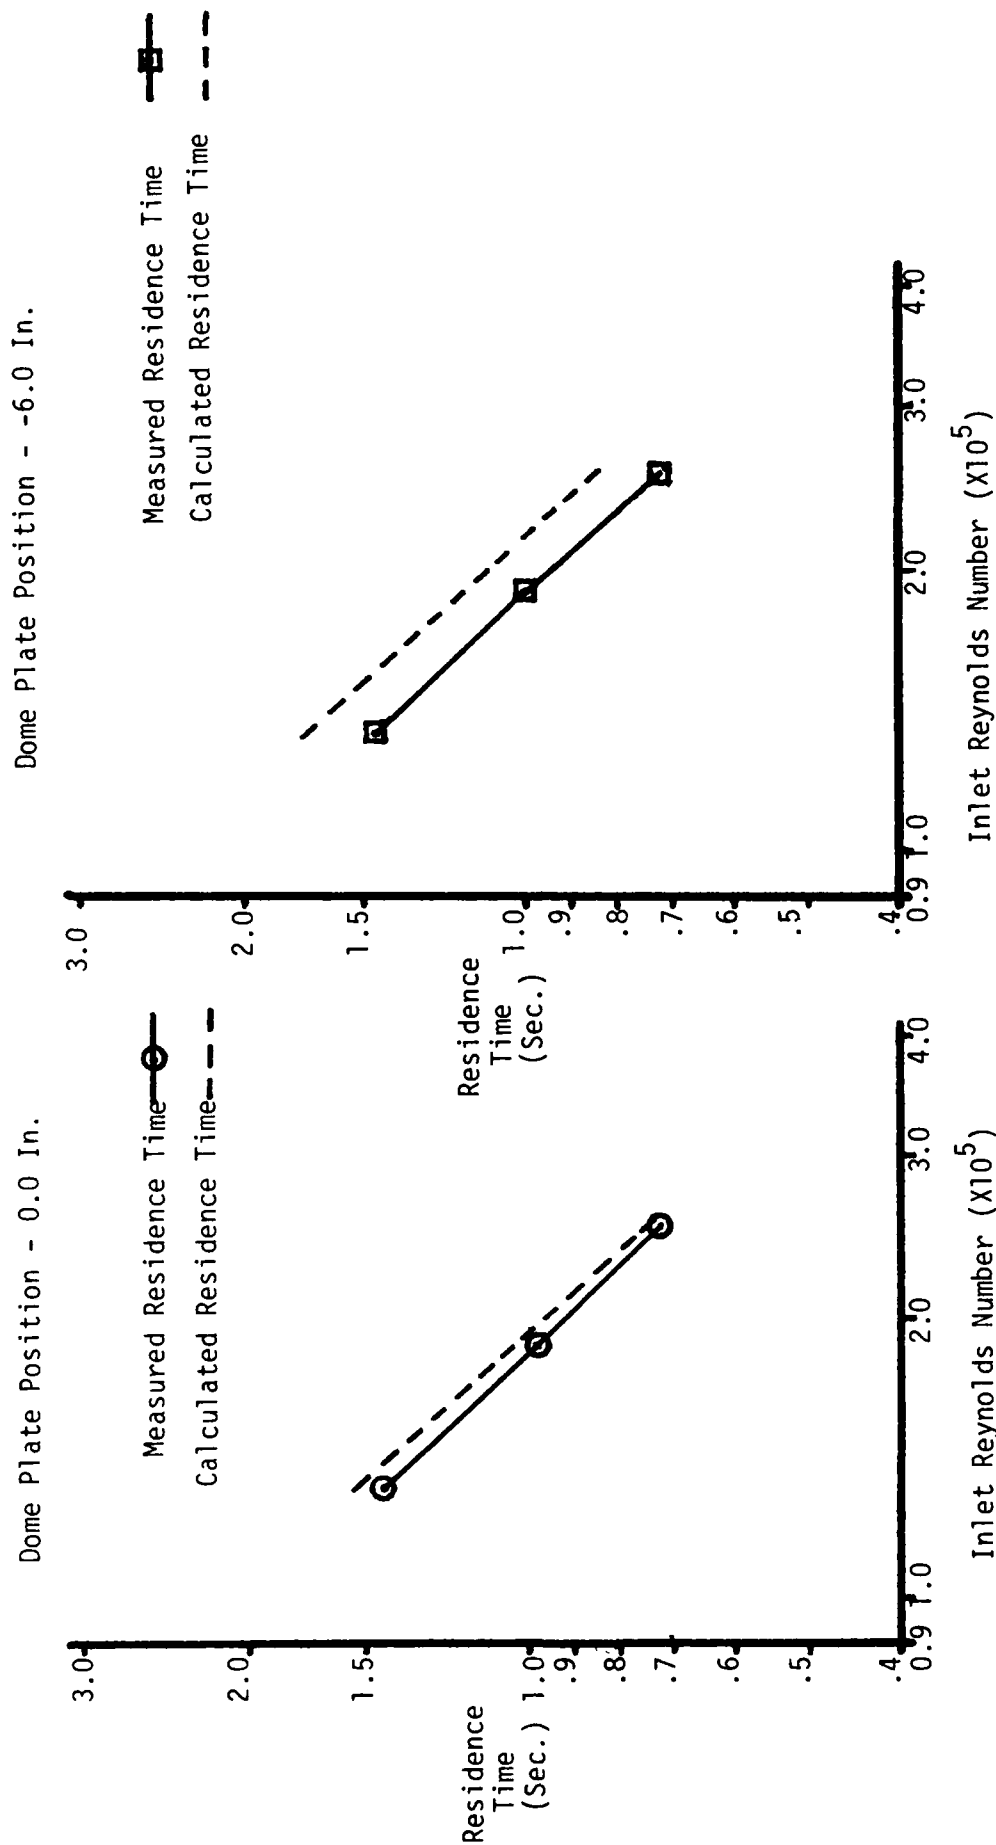 Dome Plate Position - 0.0 In.
Measured Residence Time
Calculated Residence Time
3.0
2.0
1.5
1.0
.9
.8
.7
.6
.5
.4
Residence
Time
(Sec.)
0.9 1.0 2.0 3.0 4.0
Inlet Reynolds Number (X10⁵)
Dome Plate Position - -6.0 In.
Measured Residence Time
Calculated Residence Time
3.0
2.0
1.5
1.0
.9
.8
.7
.6
.5
.4
Residence
Time
(Sec.)
0.9 1.0 2.0 3.0 4.0
Inlet Reynolds Number (X10⁵)